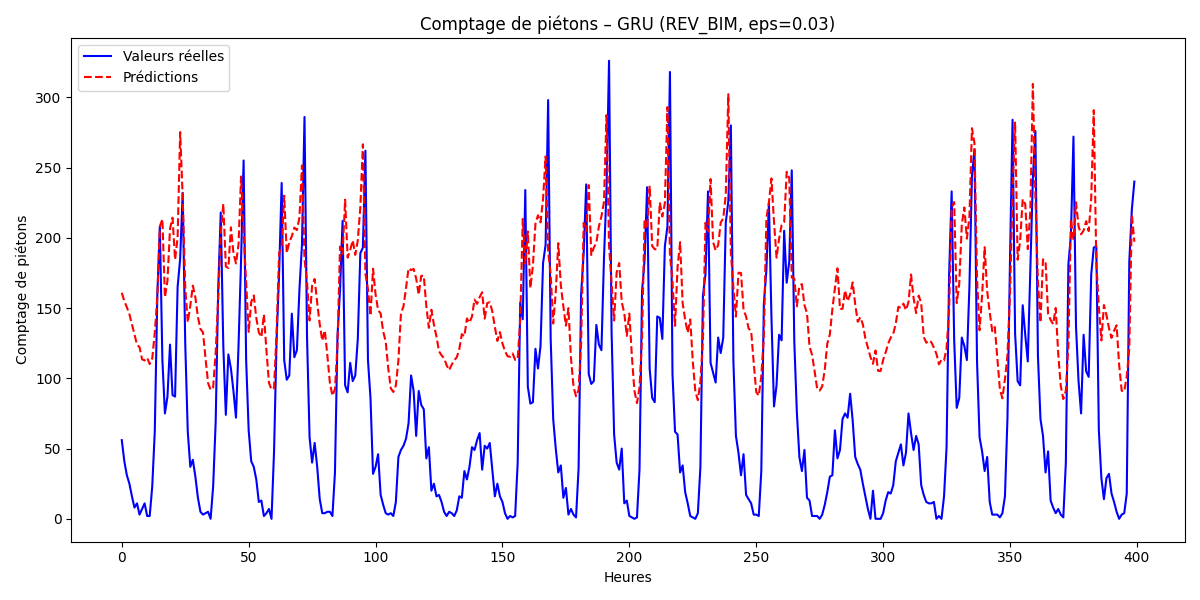 Comptage de piétons – GRU (REV_BIM, eps=0.03)
Valeurs réelles
Prédictions
Comptage de piétons
300
250
200
150
100
50
0
0 50 100 150 200 250 300 350 400
Heures